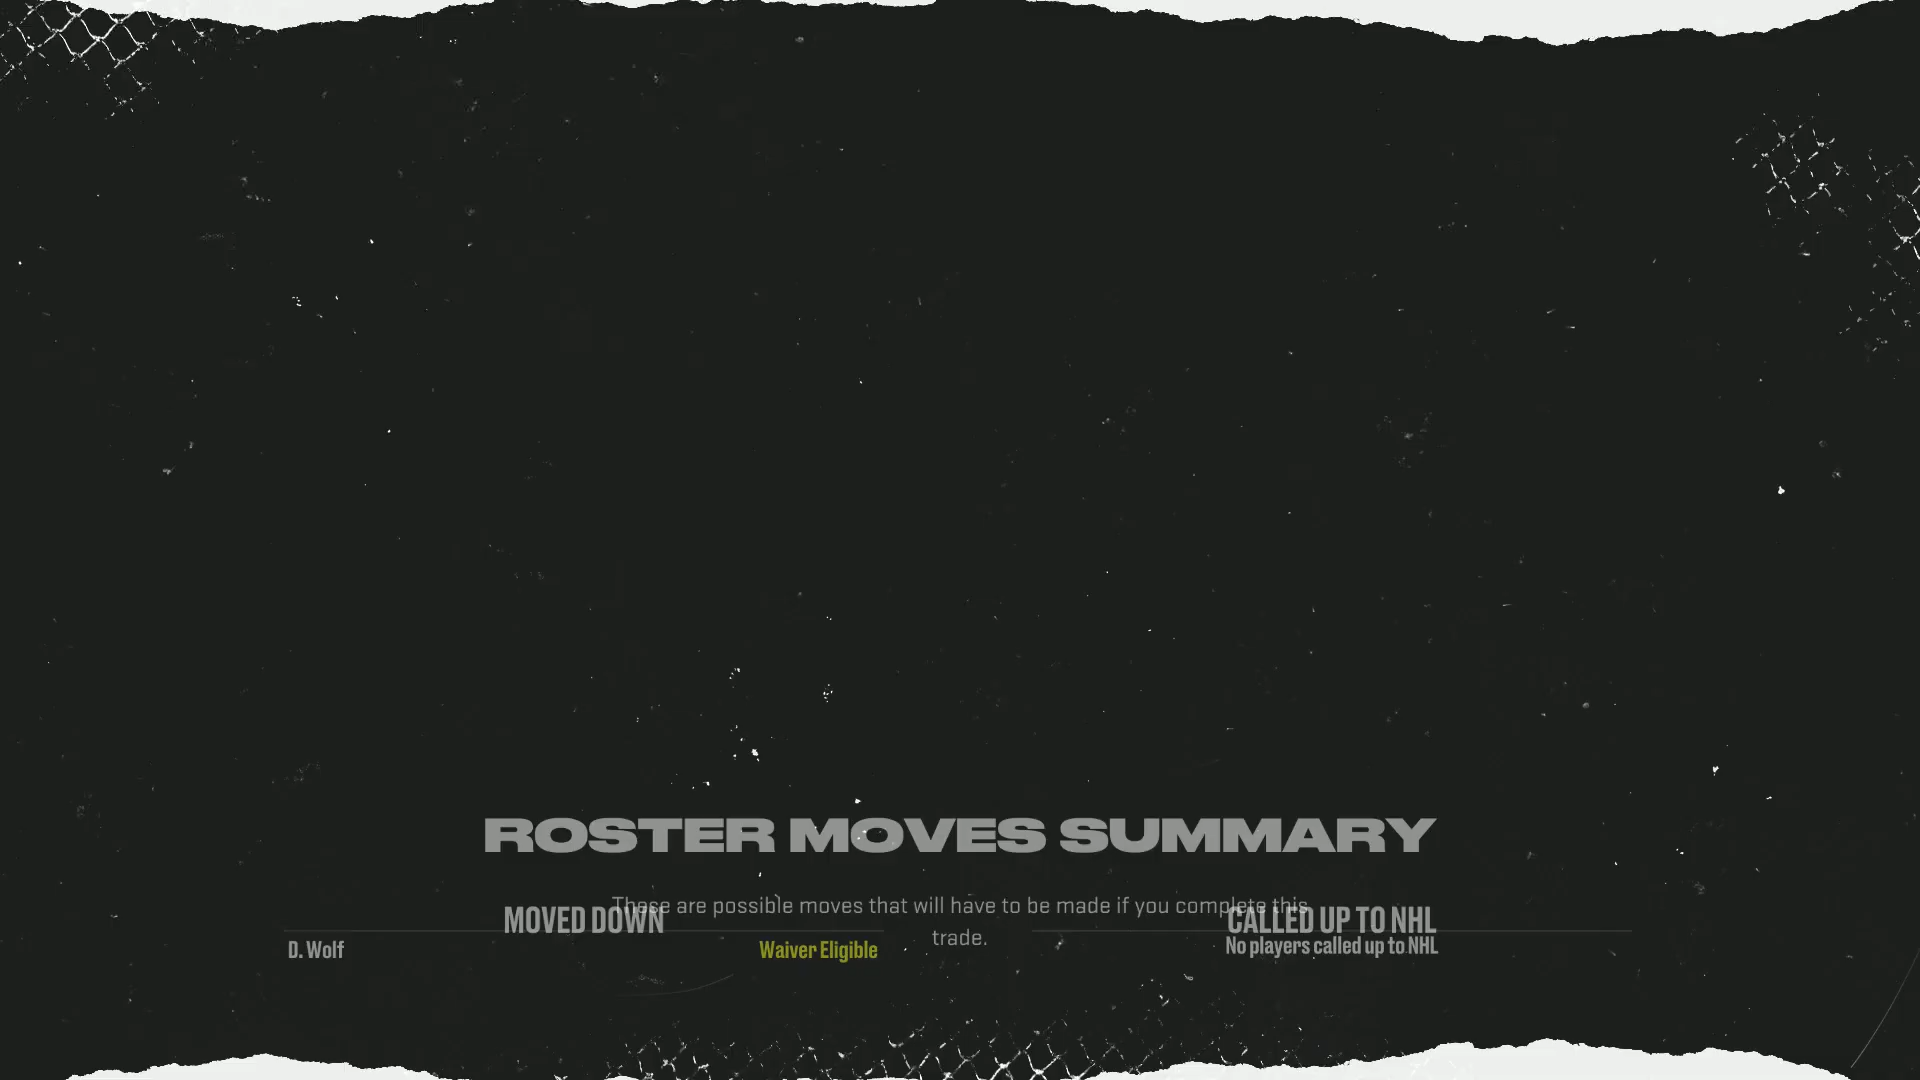 ROSTER MOVES SUMMARY
These are possible moves that will have to be made if you complete this
trade.
MOVED DOWN
D. Wolf Waiver Eligible
CALLED UP TO NHL
No players called up to NHL